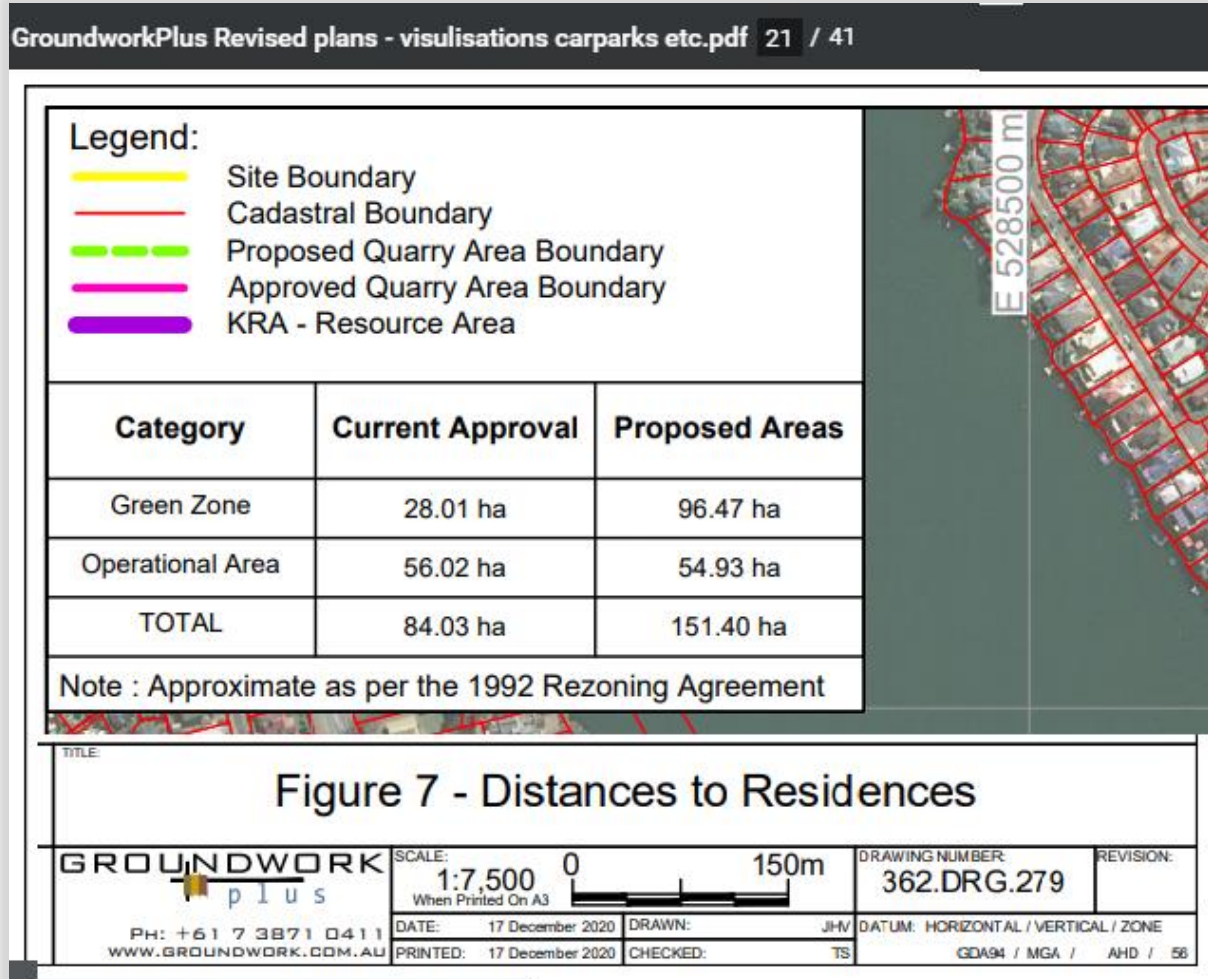 GroundworkPlus Revised plans - visulisations carparks etc.pdf 21 / 41
Legend:
Site Boundary
Cadastral Boundary
Proposed Quarry Area Boundary
Approved Quarry Area Boundary
KRA - Resource Area
E 528500 m
Category Current Approval Proposed Areas
Green Zone 28.01 ha 96.47 ha
Operational Area 56.02 ha 54.93 ha
TOTAL 84.03 ha 151.40 ha
Note : Approximate as per the 1992 Rezoning Agreement
TITLE:
Figure 7 - Distances to Residences
GROUNDWORK
plus
PH: +61 7 3871 0411
WWW.GROUNDWORK.COM.AU
SCALE:
1:7,500
When Printed On A3
0 150m
DRAWING NUMBER:
362.DRG.279
REVISION:
DATE: 17 December 2020 DRAWN: JHV
DATUM: HORIZONTAL / VERTICAL / ZONE
PRINTED: 17 December 2020 CHECKED: TS
GDA94 / MGA / AHD / 56